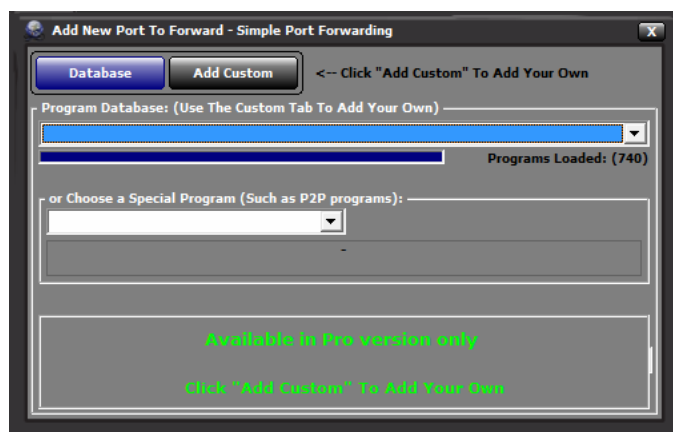 Add New Port To Forward - Simple Port Forwarding
X
Database Add Custom <-- Click "Add Custom" To Add Your Own
Program Database: (Use The Custom Tab To Add Your Own)
Programs Loaded: (740)
or Choose a Special Program (Such as P2P programs):
-
Available in Pro version only
Click "Add Custom" To Add Your Own